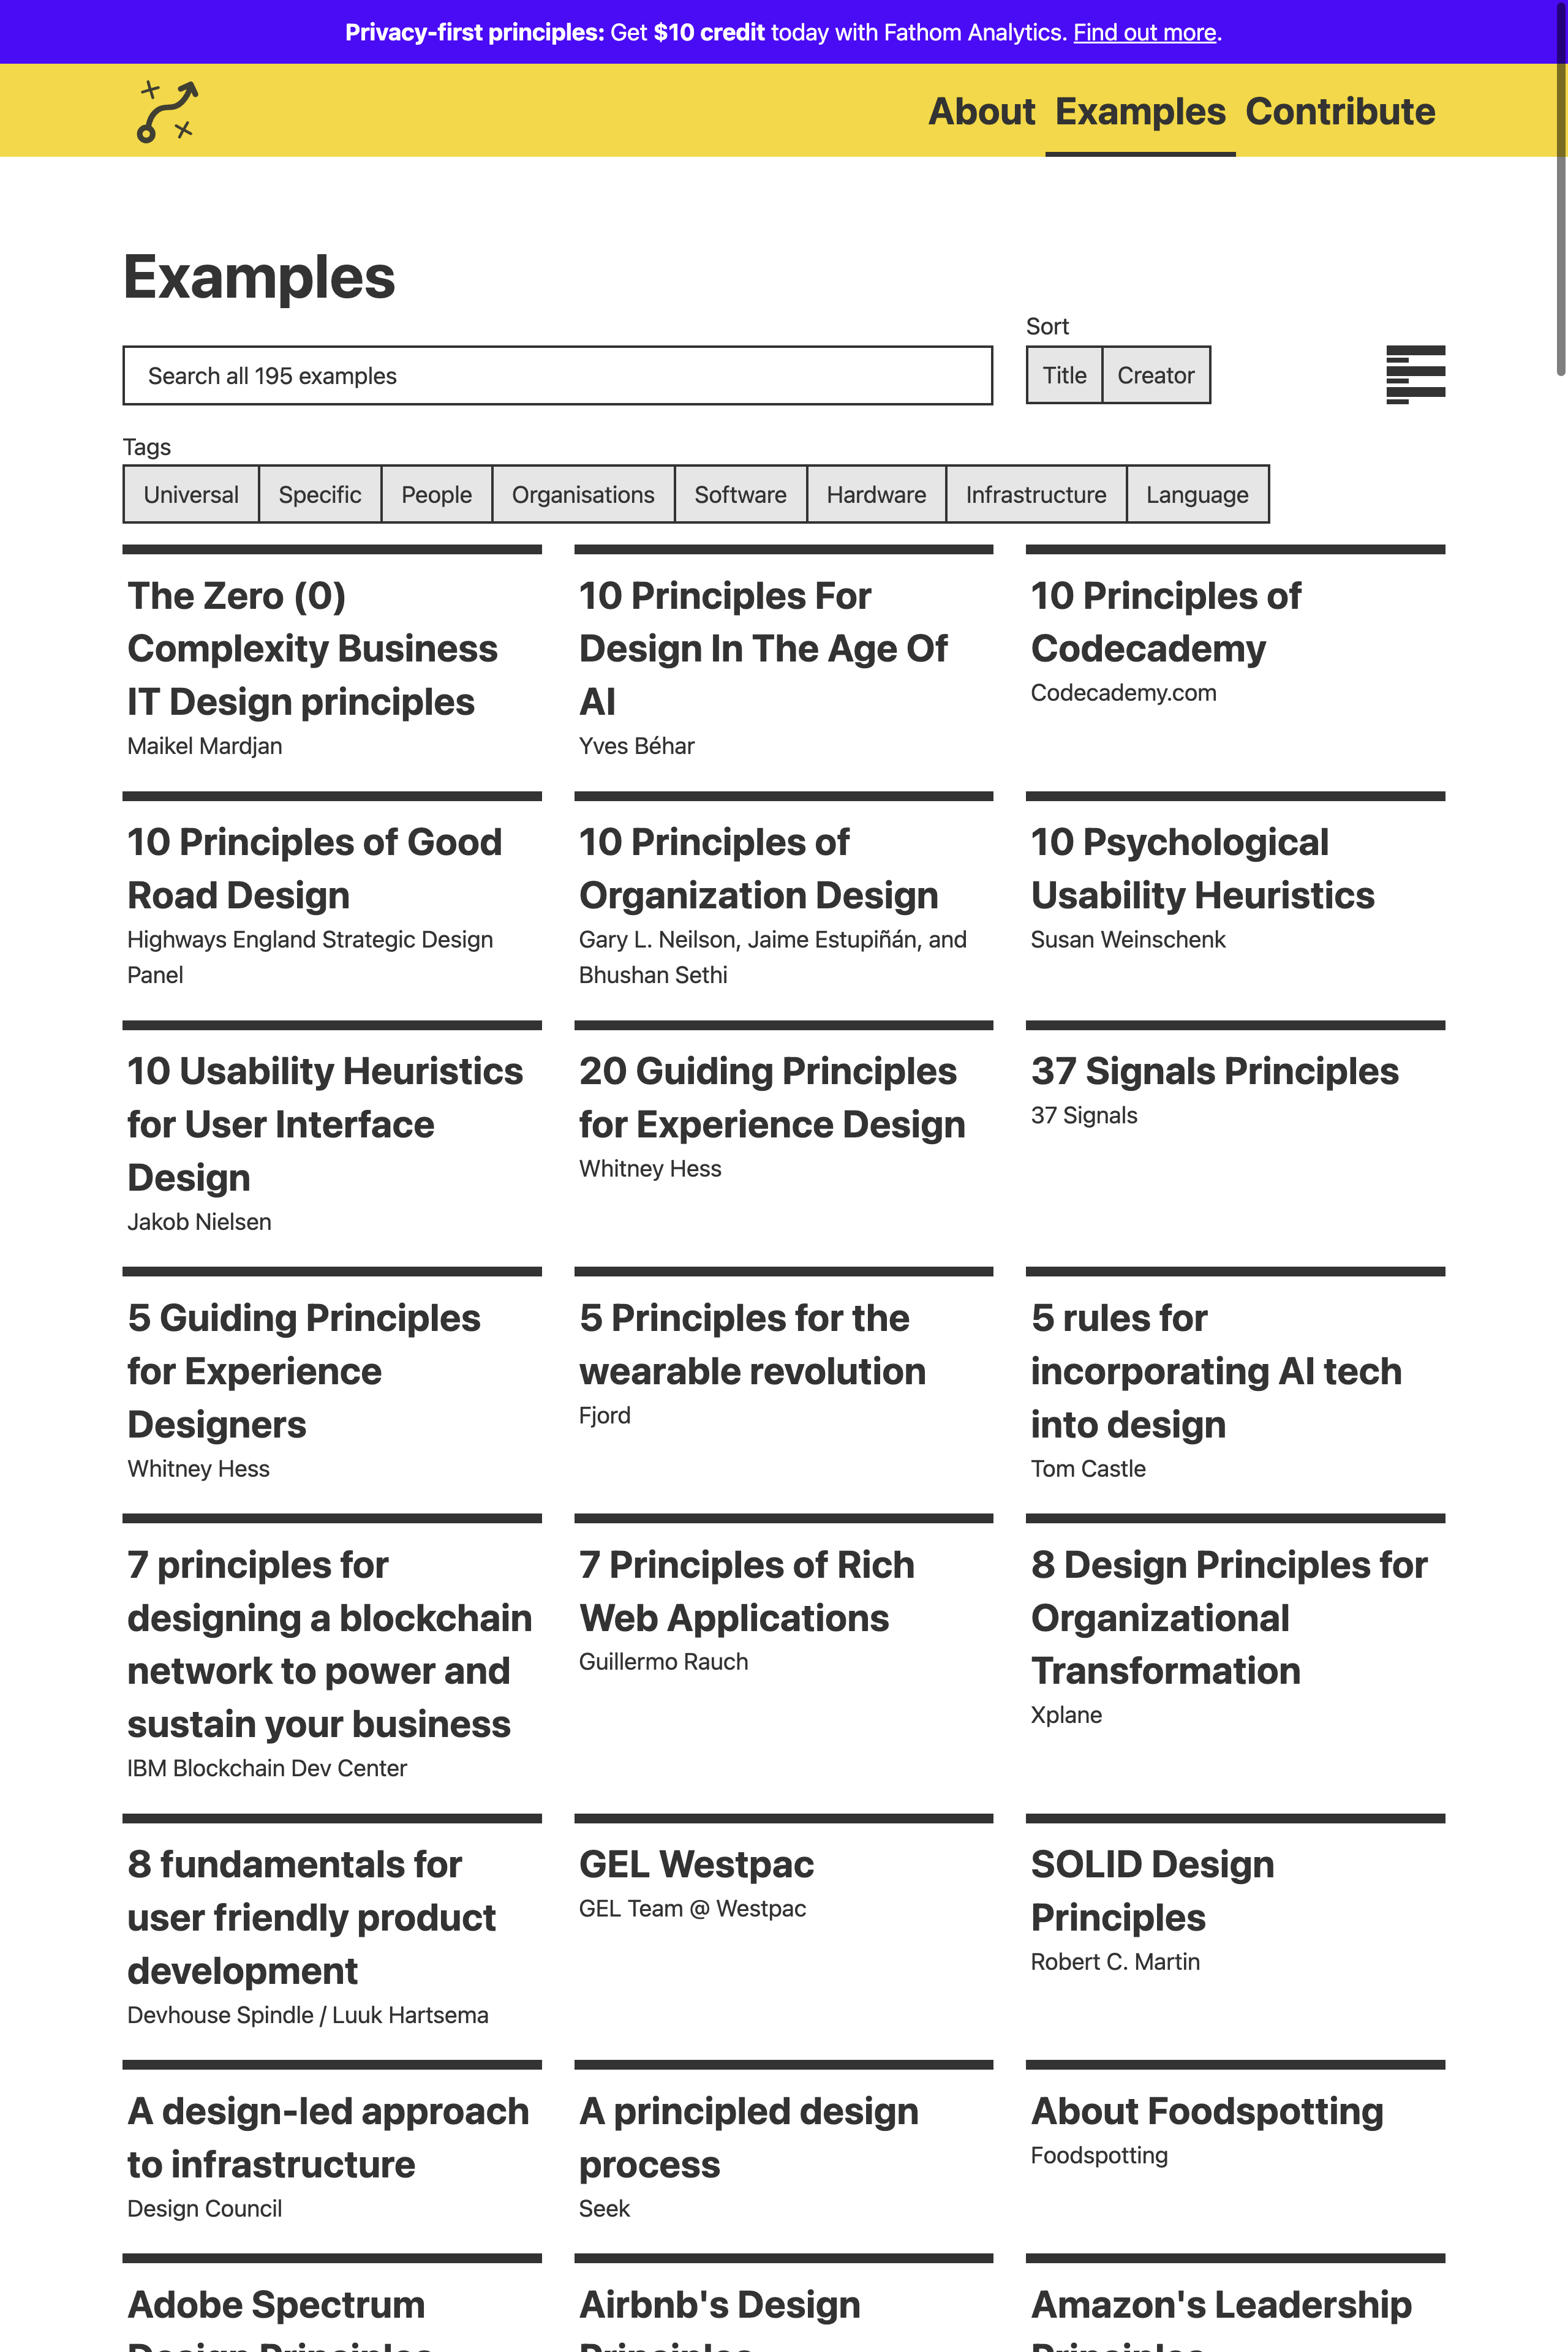 Privacy-first principles: Get $10 credit today with Fathom Analytics. Find out more.
About Examples Contribute
Examples
Sort
Search all 195 examples
Title Creator
Tags
Universal Specific People Organisations Software Hardware Infrastructure Language
The Zero (0)
Complexity Business
IT Design principles
Maikel Mardjan
10 Principles For
Design In The Age Of
AI
Yves Béhar
10 Principles of
Codecademy
Codecademy.com
10 Principles of Good
Road Design
Highways England Strategic Design
Panel
10 Principles of
Organization Design
Gary L. Neilson, Jaime Estupiñán, and
Bhushan Sethi
10 Psychological
Usability Heuristics
Susan Weinschenk
10 Usability Heuristics
for User Interface
Design
Jakob Nielsen
20 Guiding Principles
for Experience Design
Whitney Hess
37 Signals Principles
37 Signals
5 Guiding Principles
for Experience
Designers
Whitney Hess
5 Principles for the
wearable revolution
Fjord
5 rules for
incorporating AI tech
into design
Tom Castle
7 principles for
designing a blockchain
network to power and
sustain your business
IBM Blockchain Dev Center
7 Principles of Rich
Web Applications
Guillermo Rauch
8 Design Principles for
Organizational
Transformation
Xplane
8 fundamentals for
user friendly product
development
Devhouse Spindle / Luuk Hartsema
GEL Westpac
GEL Team @ Westpac
SOLID Design
Principles
Robert C. Martin
A design-led approach
to infrastructure
Design Council
A principled design
process
Seek
About Foodspotting
Foodspotting
Adobe Spectrum
Design Principles
Airbnb's Design
Principles
Amazon's Leadership
Principles